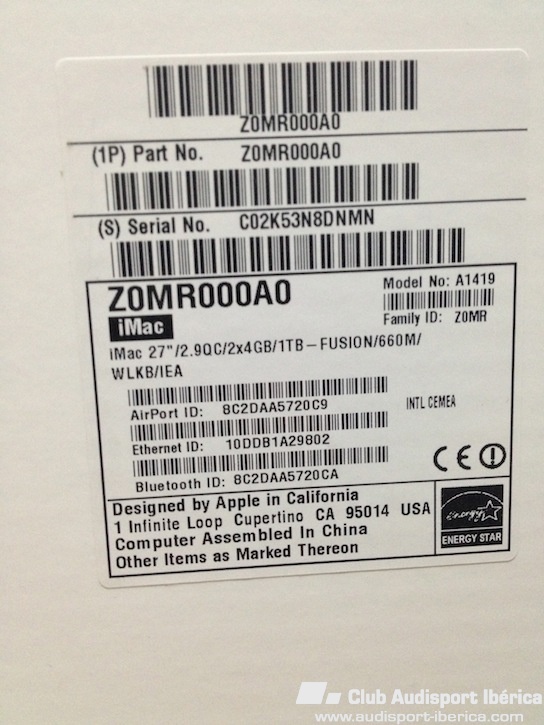 Z0MR000A0
(1P) Part No. Z0MR000A0
(S) Serial No. C02K53N8DNMN
Z0MR000A0
Model No: A1419
iMac
Family ID: Z0MR
iMac 27"/2.9QC/2x4GB/1TB-FUSION/660M/
WLKB/IEA
AirPort ID: 8C2DAA5720C9
INTL CEMEA
Ethernet ID: 10DDB1A29802
Bluetooth ID: 8C2DAA5720CA
CE
Designed by Apple in California
1 Infinite Loop Cupertino CA 95014 USA
Computer Assembled In China
Other Items as Marked Thereon
energy
ENERGY STAR
Club Audisport Ibérica
www.audisport-iberica.com